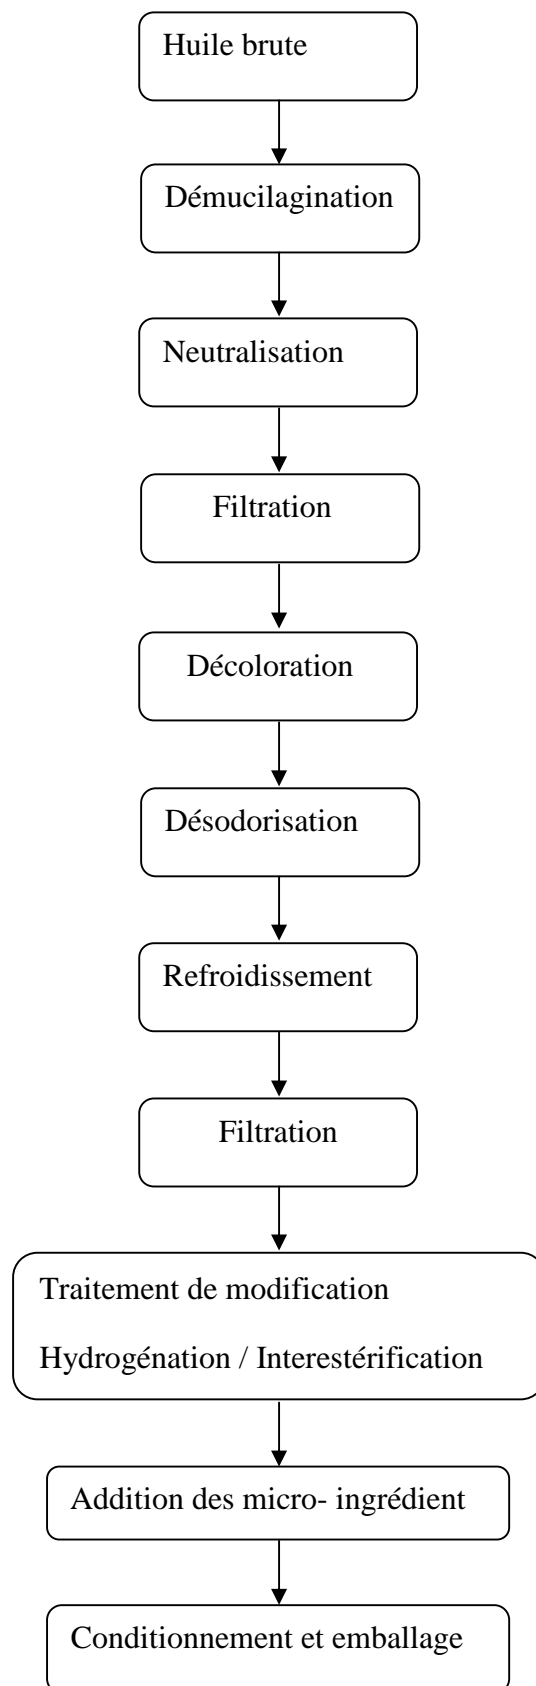 Huile brute
Démucilagination
Neutralisation
Filtration
Décoloration
Désodorisation
Refroidissement
Filtration
Traitement de modification
Hydrogénation / Interestérification
Addition des micro- ingrédient
Conditionnement et emballage